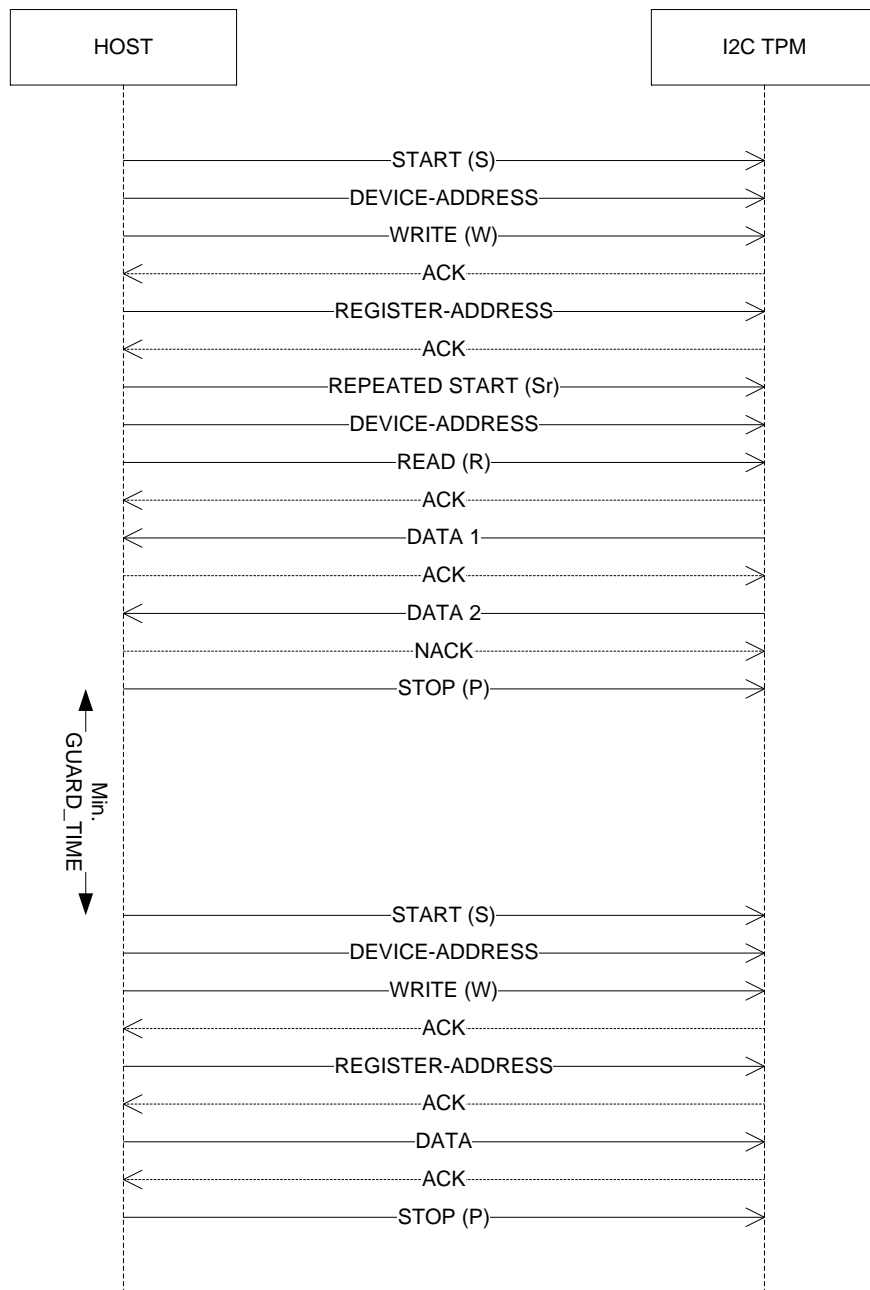 HOST
I2C TPM
START (S)
DEVICE-ADDRESS
WRITE (W)
ACK
REGISTER-ADDRESS
ACK
REPEATED START (Sr)
DEVICE-ADDRESS
READ (R)
ACK
DATA 1
ACK
DATA 2
NACK
STOP (P)
Min.
GUARD_TIME
START (S)
DEVICE-ADDRESS
WRITE (W)
ACK
REGISTER-ADDRESS
ACK
DATA
ACK
STOP (P)